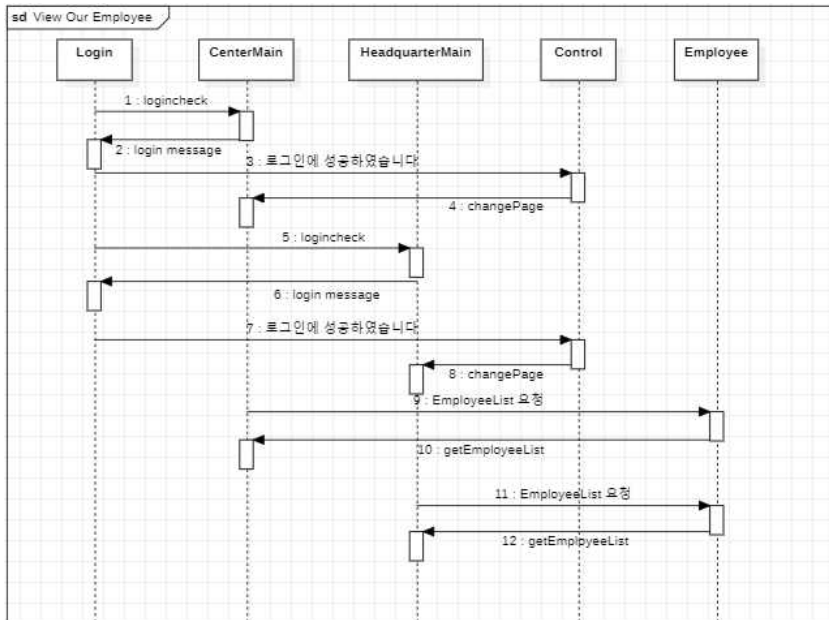 sd View Our Employee
Login
CenterMain
HeadquarterMain
Control
Employee
1 : logincheck
2 : login message
3 : 로그인에 성공하였습니다
4 : changePage
5 : logincheck
6 : login message
7 : 로그인에 성공하였습니다
8 : changePage
9 : EmployeeList 요청
10 : getEmployeeList
11 : EmployeeList 요청
12 : getEmployeeList